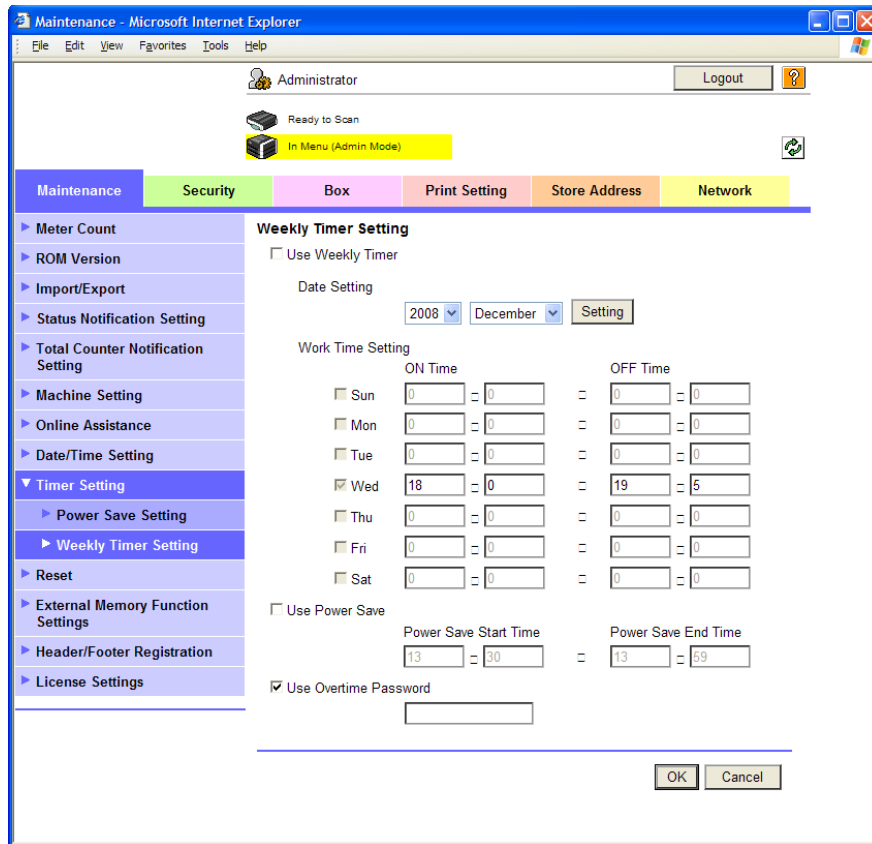 Maintenance - Microsoft Internet Explorer
File Edit View Favorites Tools Help
Administrator
Logout
?
Ready to Scan
In Menu (Admin Mode)
Maintenance Security Box Print Setting Store Address Network
Meter Count
ROM Version
Import/Export
Status Notification Setting
Total Counter Notification
Setting
Machine Setting
Online Assistance
Date/Time Setting
Timer Setting
Power Save Setting
Weekly Timer Setting
Reset
External Memory Function
Settings
Header/Footer Registration
License Settings
Weekly Timer Setting
Use Weekly Timer
Date Setting
2008 December Setting
Work Time Setting
ON Time OFF Time
Sun 0 0 0 0
Mon 0 0 0 0
Tue 0 0 0 0
Wed 18 0 19 5
Thu 0 0 0 0
Fri 0 0 0 0
Sat 0 0 0 0
Use Power Save
Power Save Start Time Power Save End Time
13 30 13 59
Use Overtime Password
OK Cancel